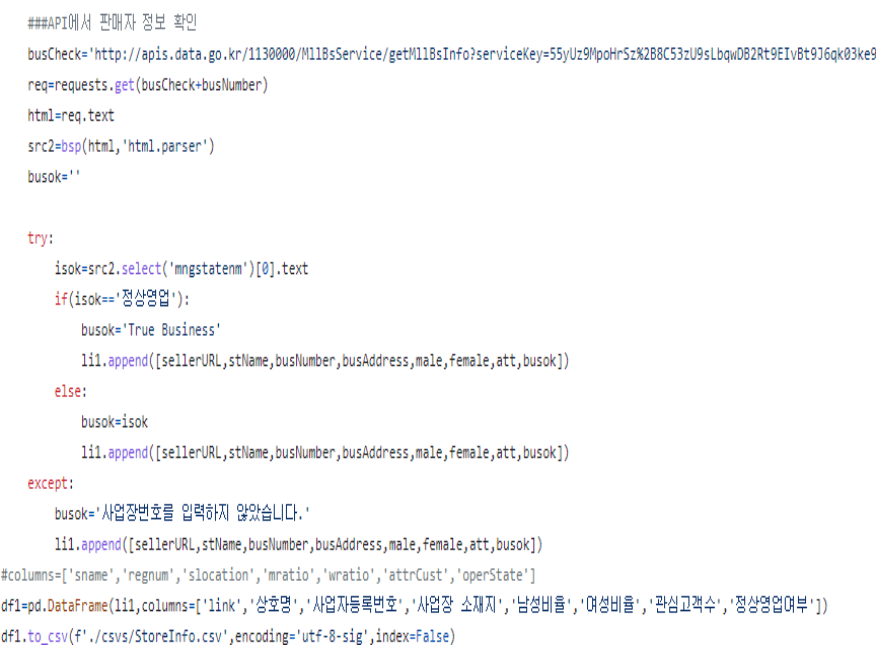 ###API에서 판매자 정보 확인
busCheck='http://apis.data.go.kr/1130000/MllBsService/getMllBsInfo?serviceKey=55yUz9MpoHrSz%2B8C53zU9sLbqwDB2Rt9EIvBt9J6qk03ke9
req=requests.get(busCheck+busNumber)
html=req.text
src2=bsp(html,'html.parser')
busok=''
try:
isok=src2.select('mngstatenm')[0].text
if(isok=='정상영업'):
busok='True Business'
li1.append([sellerURL,stName,busNumber,busAddress,male,female,att,busok])
else:
busok=isok
li1.append([sellerURL,stName,busNumber,busAddress,male,female,att,busok])
except:
busok='사업장번호를 입력하지 않았습니다.'
li1.append([sellerURL,stName,busNumber,busAddress,male,female,att,busok])
#columns=['sname','regnum','slocation','mratio','wratio','attrCust','operState']
df1=pd.DataFrame(li1,columns=['link','상호명','사업자등록번호','사업장 소재지','남성비율','여성비율','관심고객수','정상영업여부'])
df1.to_csv(f'./csvs/StoreInfo.csv',encoding='utf-8-sig',index=False)